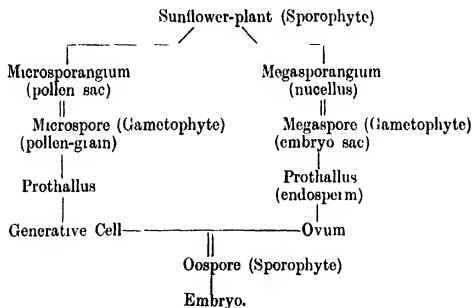 Sunflower-plant (Sporophyte)
Microsporangium Megasporangium
(pollen sac) (nucellus)
Microspore (Gametophyte) Megaspore (Gametophyte)
(pollen-grain) (embryo sac)
Prothallus Prothallus
(endosperm)
Generative Cell Ovum
Oospore (Sporophyte)
Embryo.